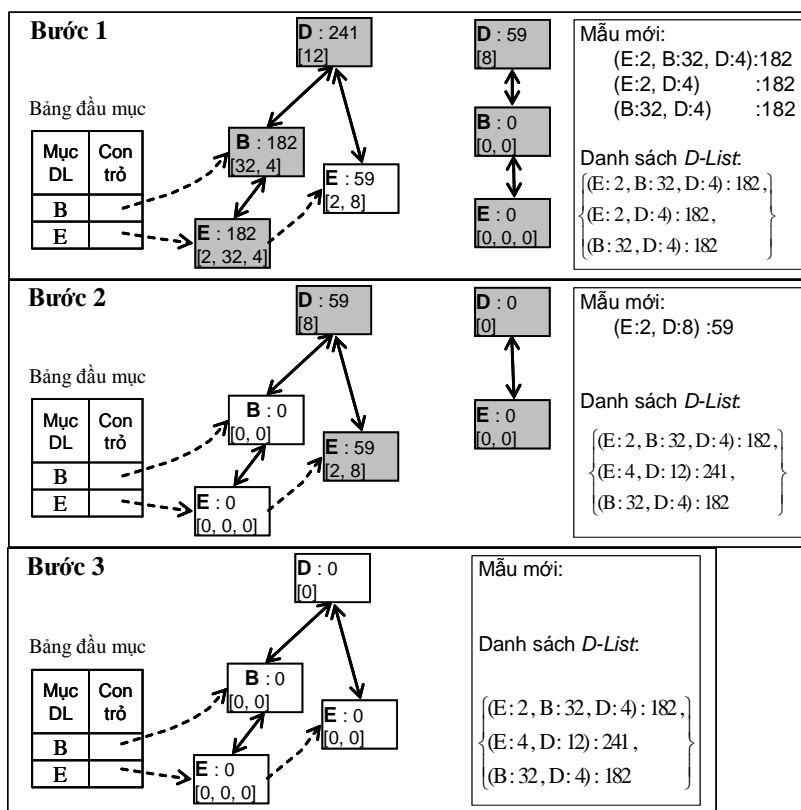 Bước 1
D : 241
[12]
Bảng đầu mục
Mục DL
Con trỏ
B
E
B : 182
[32, 4]
E : 59
[2, 8]
E : 182
[2, 32, 4]
D : 59
[8]
B : 0
[0, 0]
E : 0
[0, 0, 0]
Mẫu mới:
(E:2, B:32, D:4):182
(E:2, D:4) :182
(B:32, D:4) :182
Danh sách D-List:
(E: 2, B: 32, D: 4) : 182,
(E: 2, D: 4) : 182,
(B: 32, D: 4) : 182
Bước 2
D : 59
[8]
Bảng đầu mục
Mục DL
Con trỏ
B
E
B : 0
[0, 0]
E : 59
[2, 8]
E : 0
[0, 0, 0]
D : 0
[0]
E : 0
[0, 0]
Mẫu mới:
(E:2, D:8) :59
Danh sách D-List:
(E: 2, B: 32, D: 4) : 182,
(E: 4, D: 12) : 241,
(B: 32, D: 4) : 182
Bước 3
D : 0
[0]
Bảng đầu mục
Mục DL
Con trỏ
B
E
B : 0
[0, 0]
E : 0
[0, 0]
E : 0
[0, 0, 0]
Mẫu mới:
Danh sách D-List:
(E: 2, B: 32, D: 4) : 182,
(E: 4, D: 12) : 241,
(B: 32, D: 4) : 182